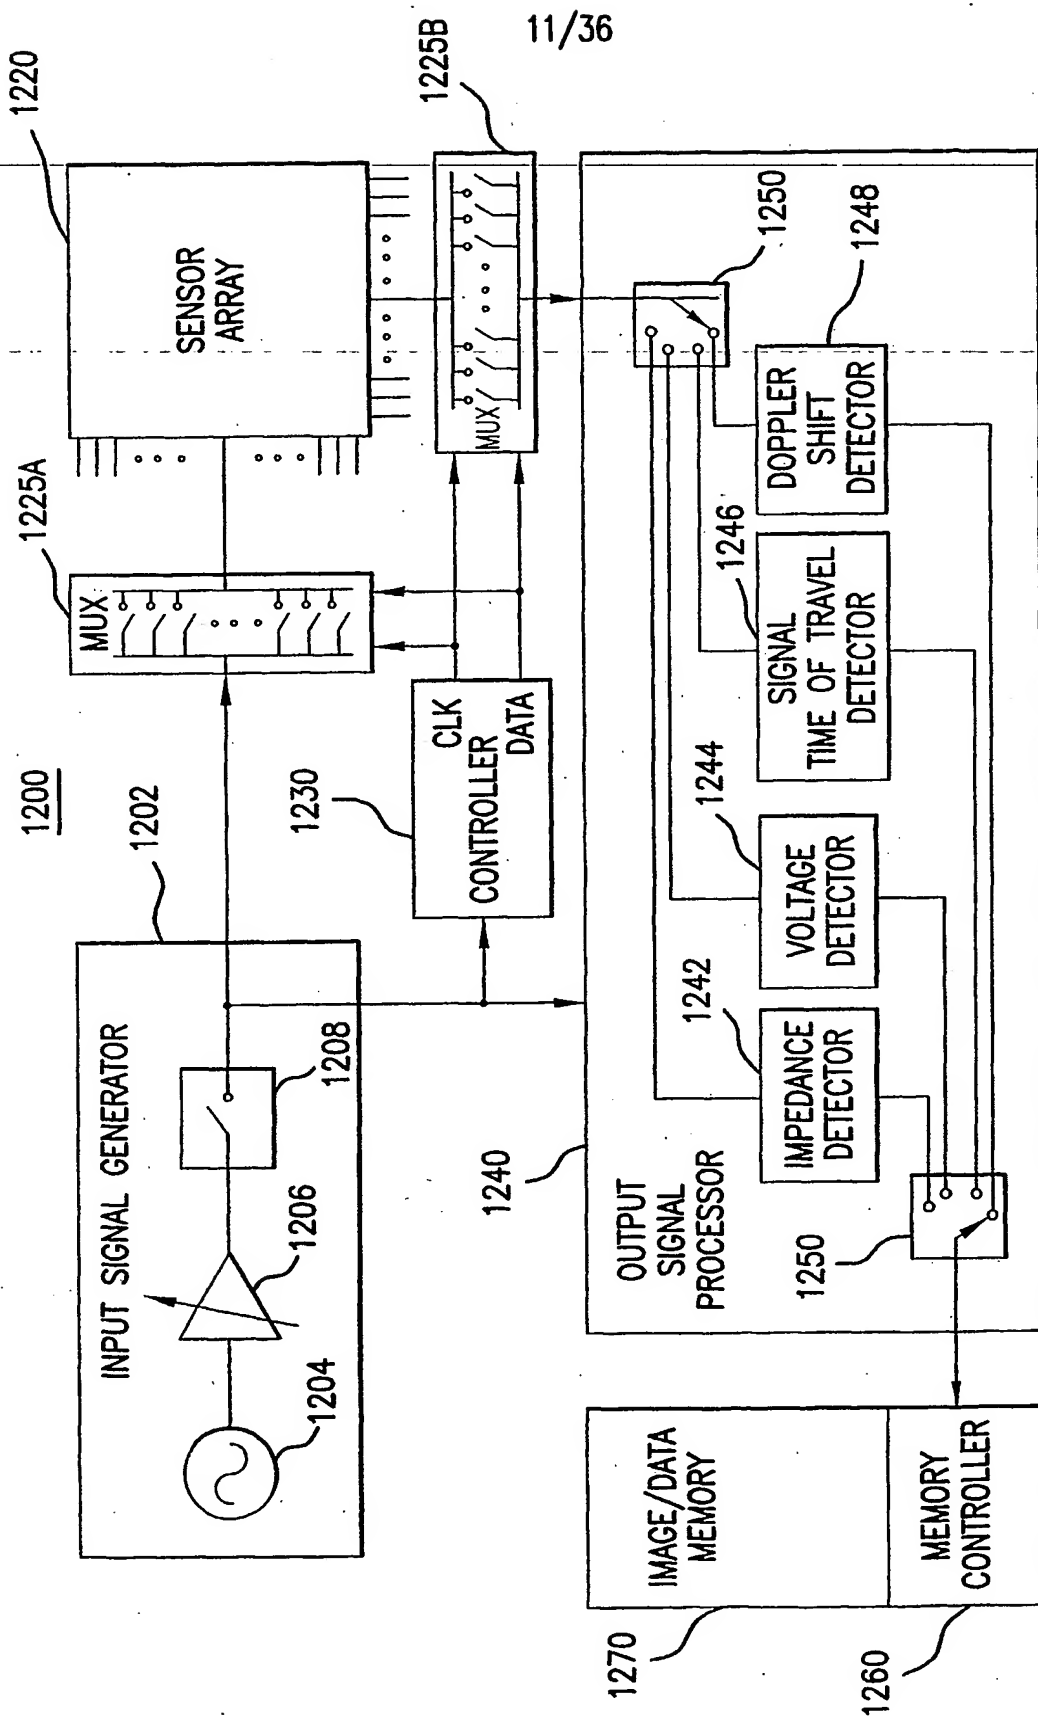 11/36
1200
1202
INPUT SIGNAL GENERATOR
1204
1206
1208
1225A
MUX
1220
SENSOR
ARRAY
1225B
MUX
1230
CLK
CONTROLLER
DATA
1240
OUTPUT
SIGNAL
PROCESSOR
1242
IMPEDANCE
DETECTOR
1244
VOLTAGE
DETECTOR
1246
SIGNAL
TIME OF TRAVEL
DETECTOR
1248
DOPPLER
SHIFT
DETECTOR
1250
1250
1270
IMAGE/DATA
MEMORY
1260
MEMORY
CONTROLLER